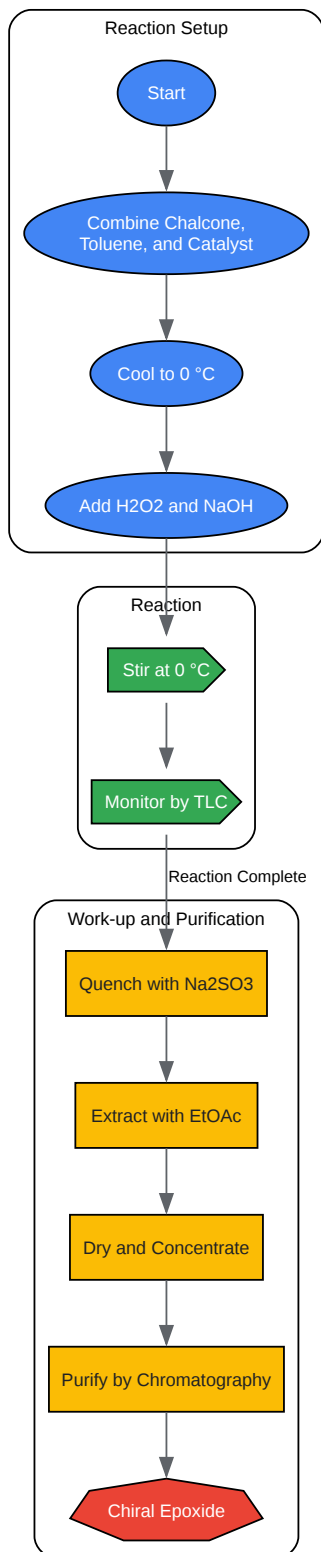 Reaction Setup
Start
Combine Chalcone,
Toluene, and Catalyst
Cool to 0 °C
Add H2O2 and NaOH
Reaction
Stir at 0 °C
Monitor by TLC
Reaction Complete
Work-up and Purification
Quench with Na2SO3
Extract with EtOAc
Dry and Concentrate
Purify by Chromatography
Chiral Epoxide